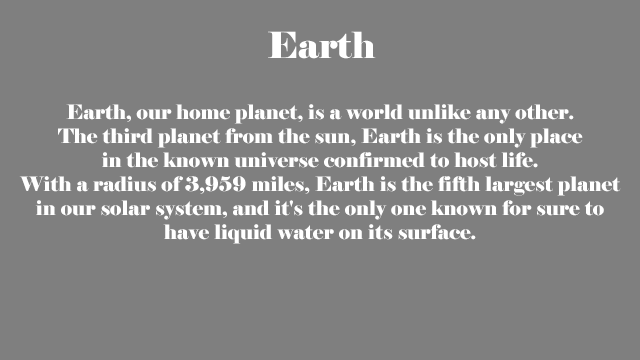 Earth
Earth, our home planet, is a world unlike any other.
The third planet from the sun, Earth is the only place
in the known universe confirmed to host life.
With a radius of 3,959 miles, Earth is the fifth largest planet
in our solar system, and it's the only one known for sure to
have liquid water on its surface.